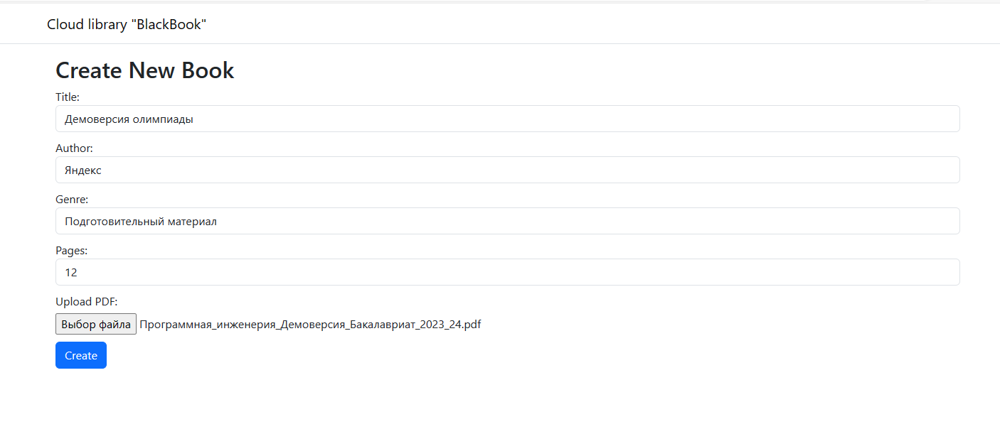 Cloud library "BlackBook"
Create New Book
Title:
Демоверсия олимпиады
Author:
Яндекс
Genre:
Подготовительный материал
Pages:
12
Upload PDF:
Выбор файла Программная_инженерия_Демоверсия_Бакалавриат_2023_24.pdf
Create